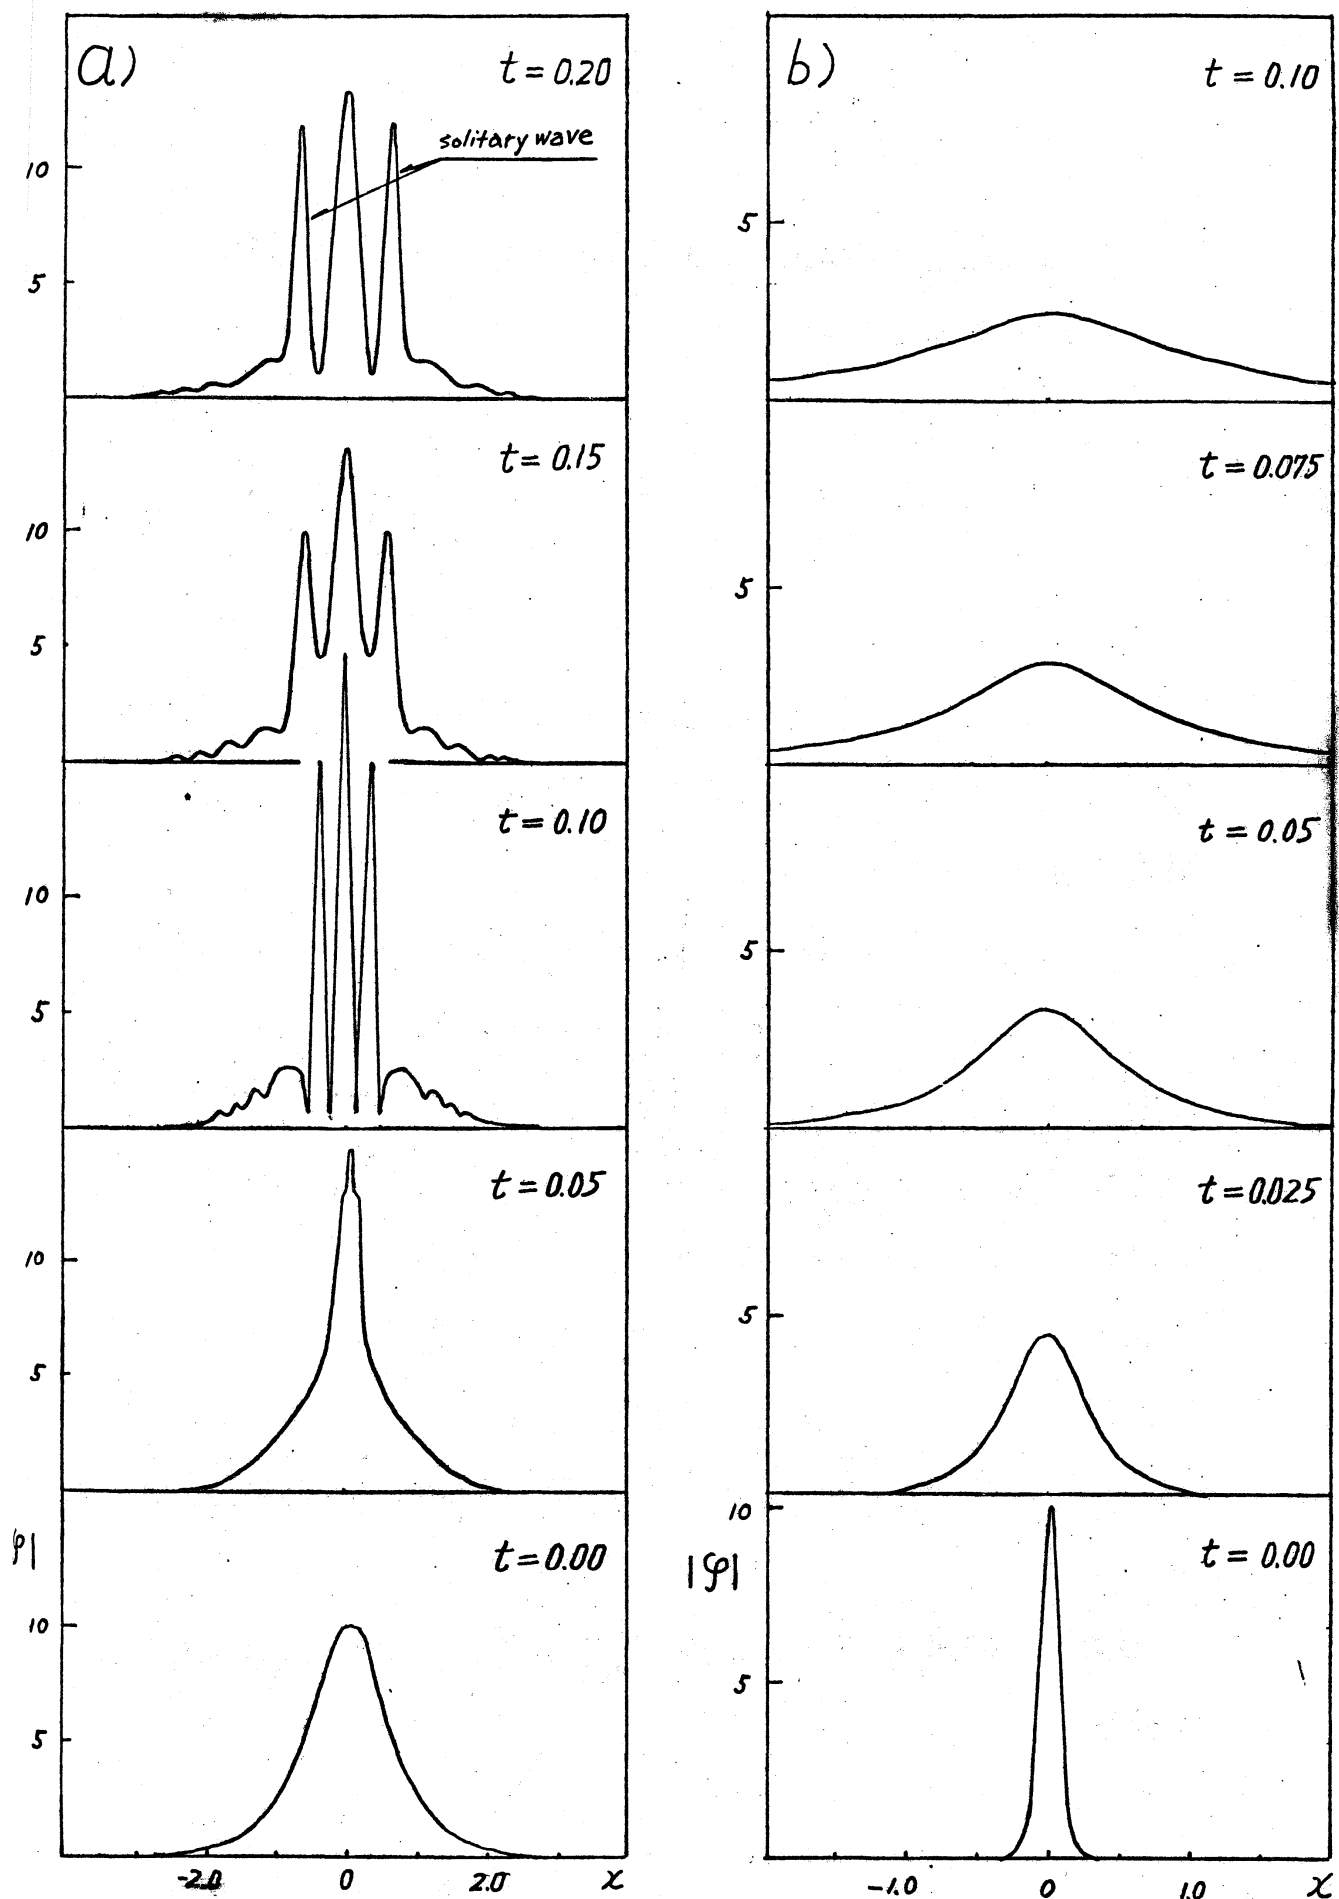 a)
t = 0.20
solitary wave
10
5
t = 0.15
10
5
t = 0.10
10
5
t = 0.05
10
5
φ|
t = 0.00
10
5
-2.0 0 2.0 x
b)
t = 0.10
5
t = 0.075
5
t = 0.05
5
t = 0.025
5
10
|φ|
t = 0.00
5
-1.0 0 1.0 x